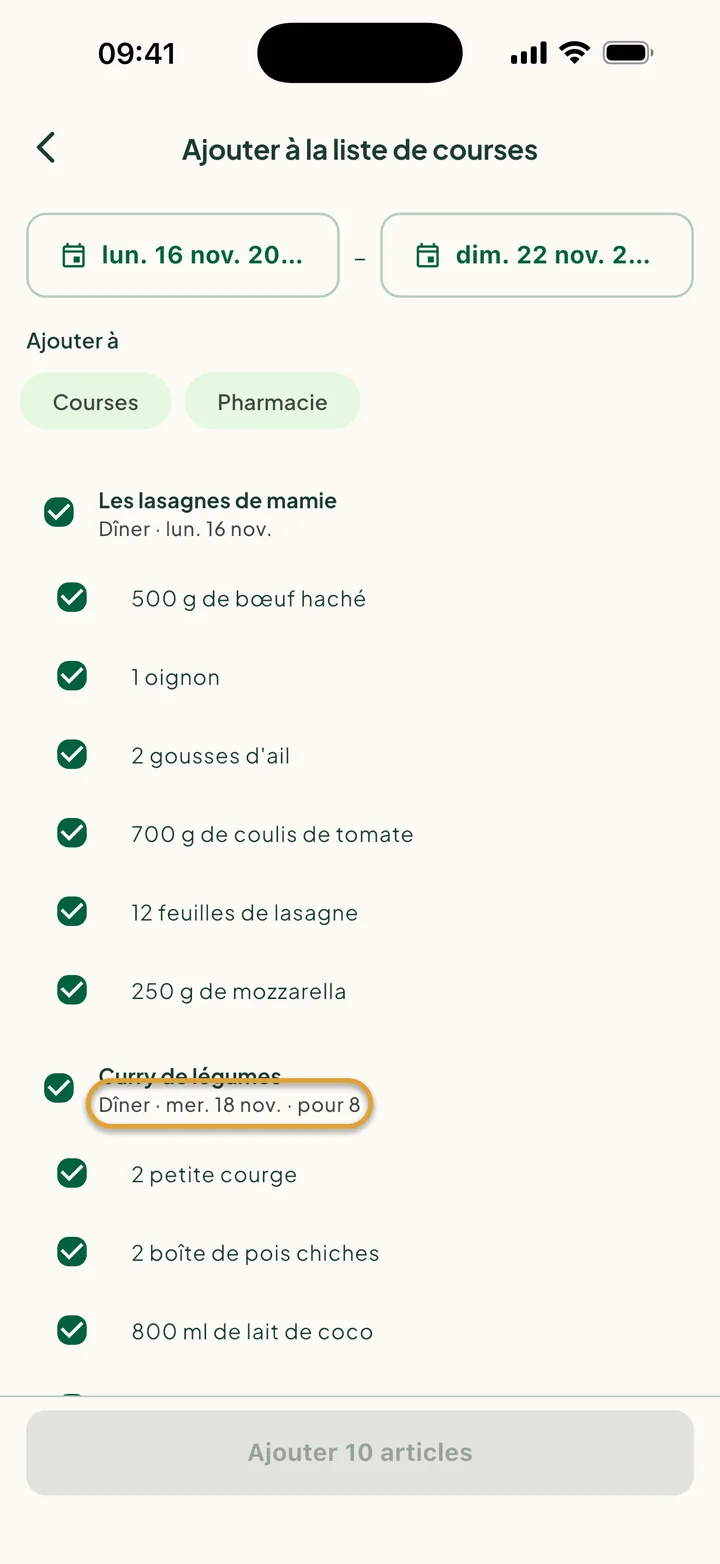 09:41
Ajouter à la liste de courses
lun. 16 nov. 20... – dim. 22 nov. 2...
Ajouter à
Courses Pharmacie
Les lasagnes de mamie
Dîner · lun. 16 nov.
500 g de bœuf haché
1 oignon
2 gousses d'ail
700 g de coulis de tomate
12 feuilles de lasagne
250 g de mozzarella
Curry de légumes
Dîner · mer. 18 nov. · pour 8
2 petite courge
2 boîte de pois chiches
800 ml de lait de coco
Ajouter 10 articles